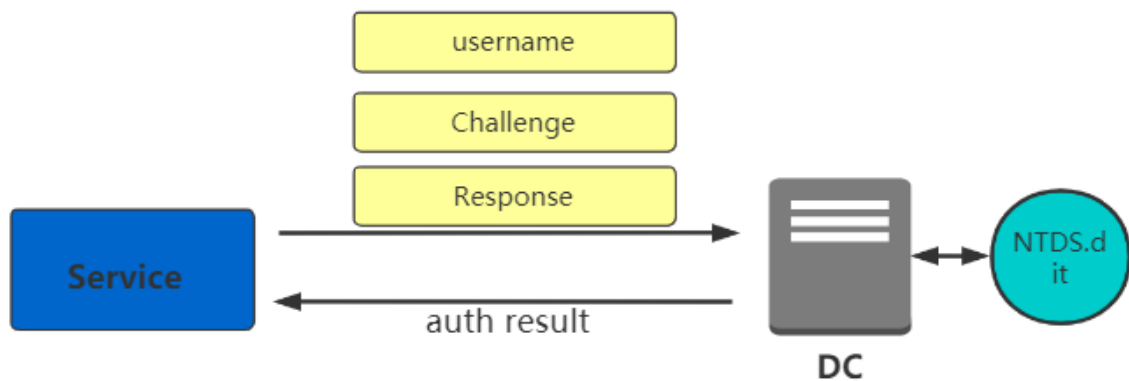 username
Challenge
Response
Service
NTDS.d
it
auth result
DC